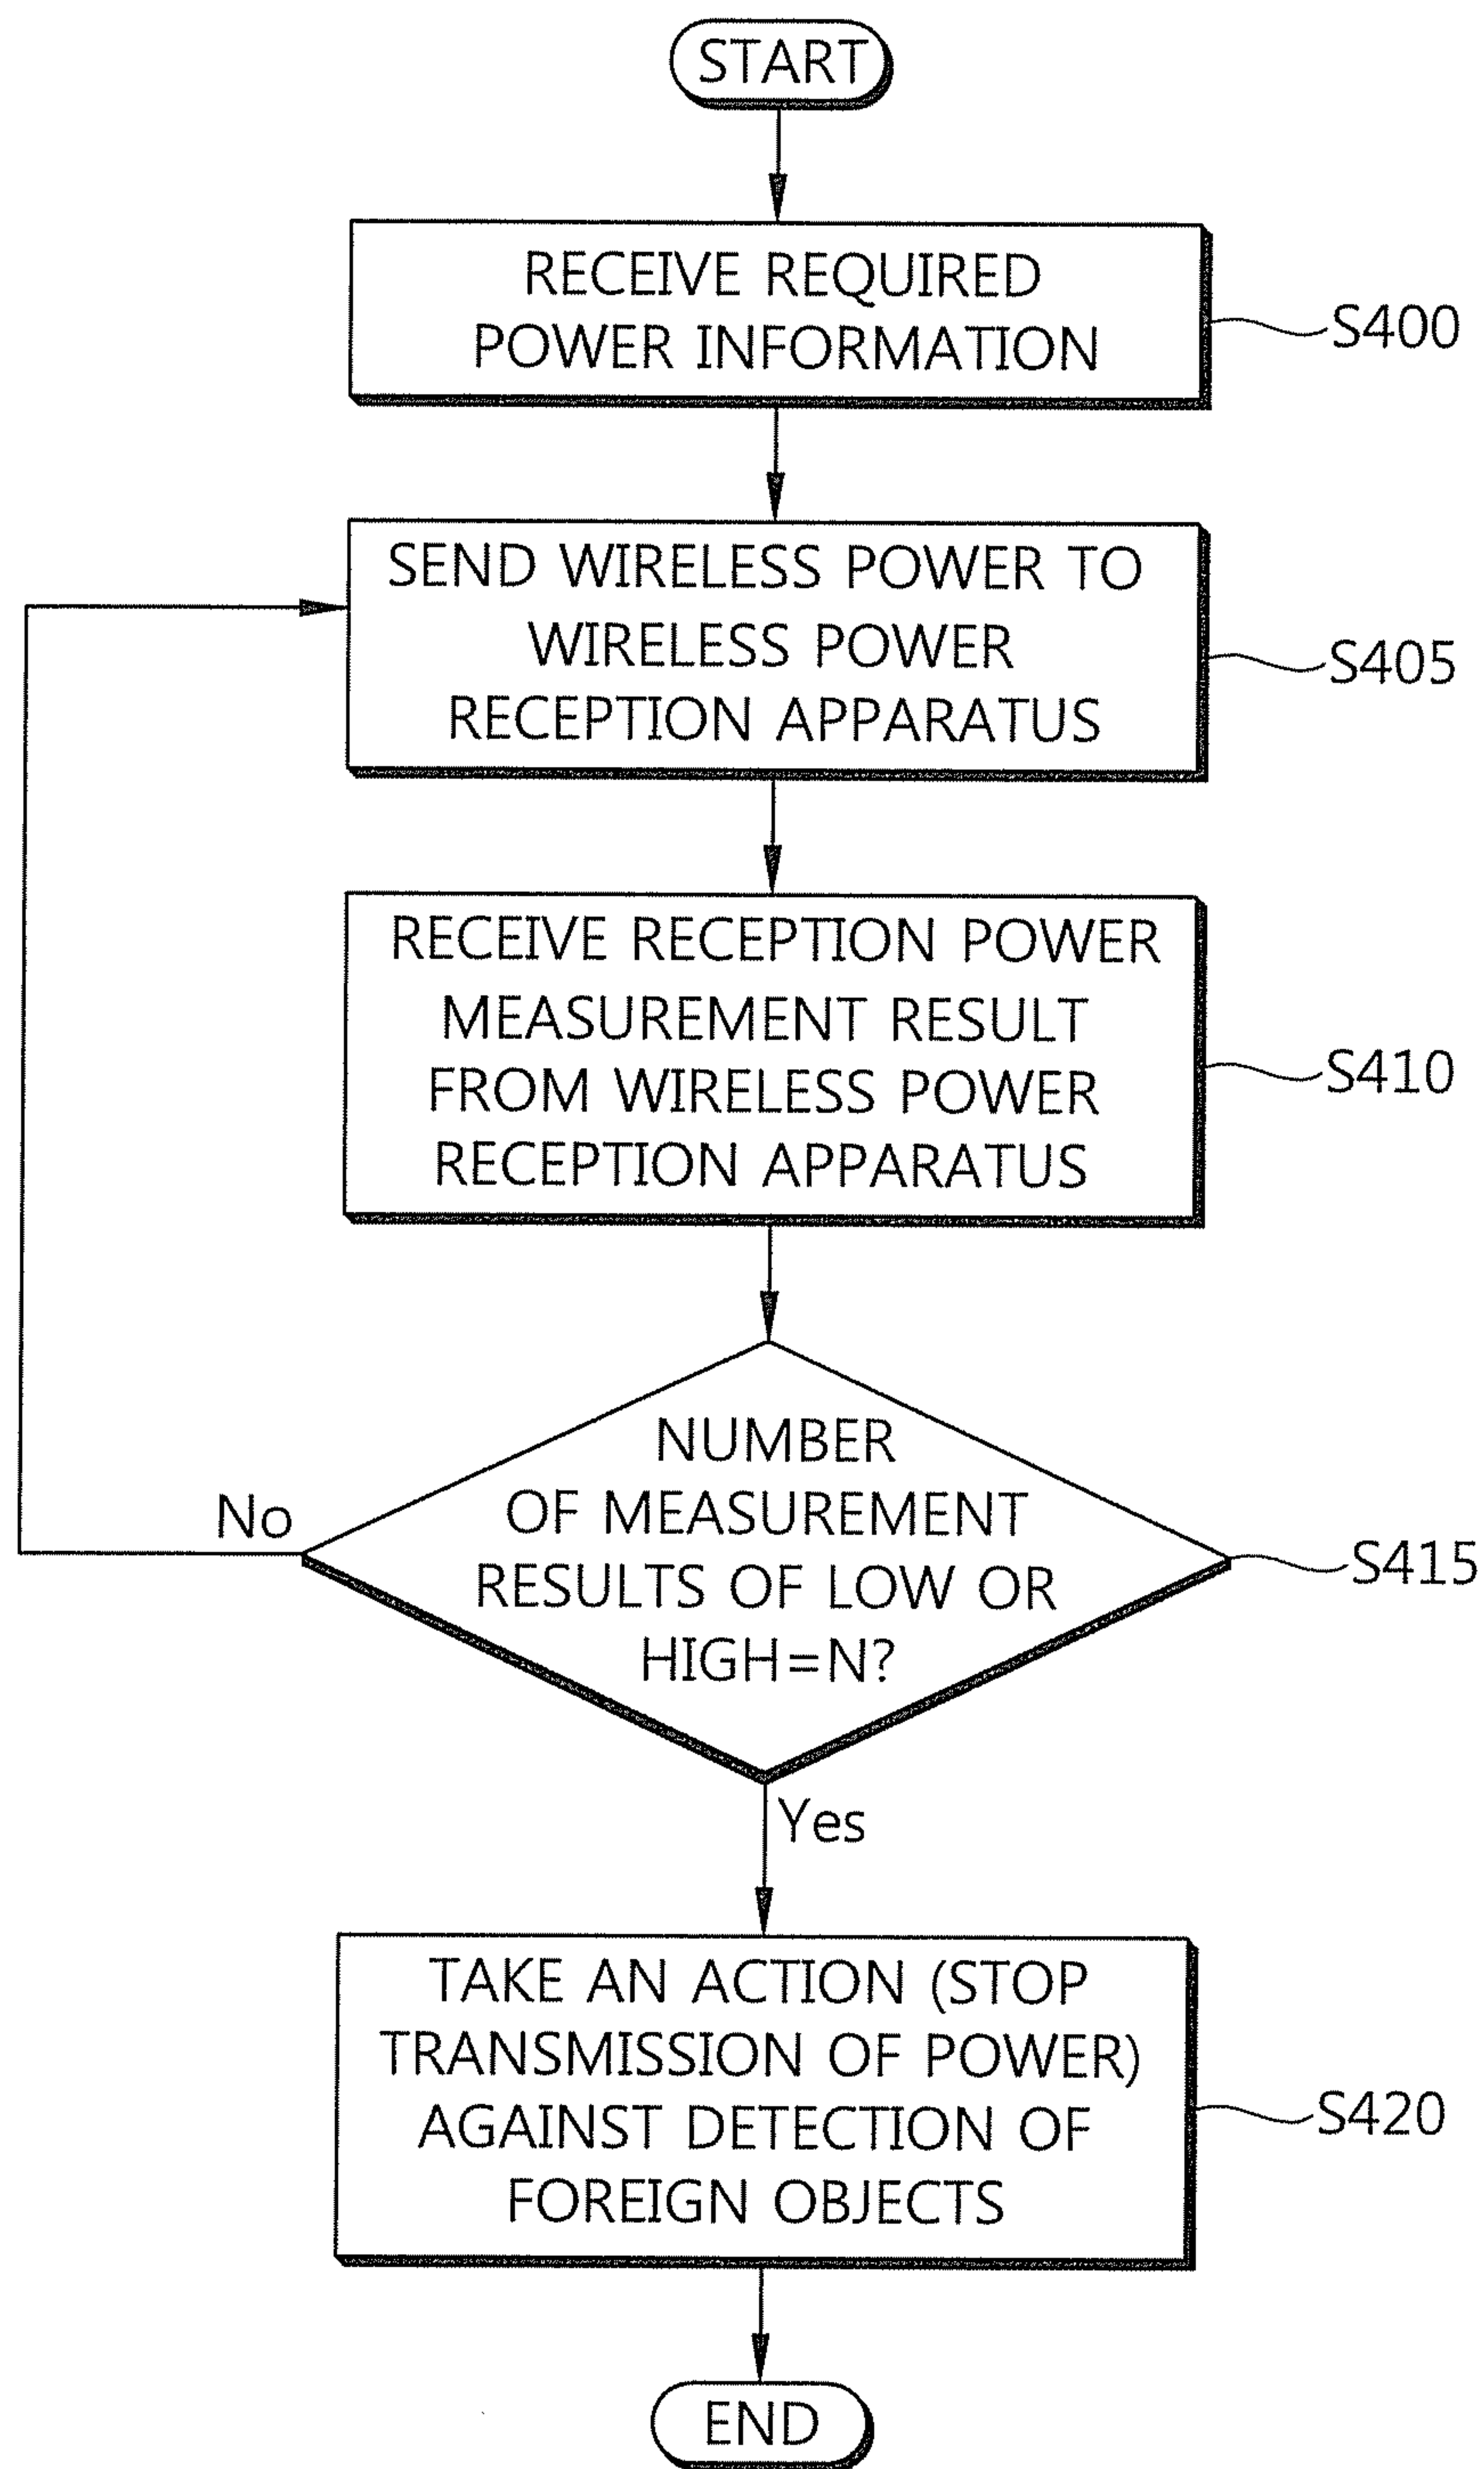 START
RECEIVE REQUIRED
POWER INFORMATION
S400
SEND WIRELESS POWER TO
WIRELESS POWER
RECEPTION APPARATUS
S405
RECEIVE RECEPTION POWER
MEASUREMENT RESULT
FROM WIRELESS POWER
RECEPTION APPARATUS
S410
NUMBER
OF MEASUREMENT
RESULTS OF LOW OR
HIGH=N?
S415
No
Yes
TAKE AN ACTION (STOP
TRANSMISSION OF POWER)
AGAINST DETECTION OF
FOREIGN OBJECTS
S420
END